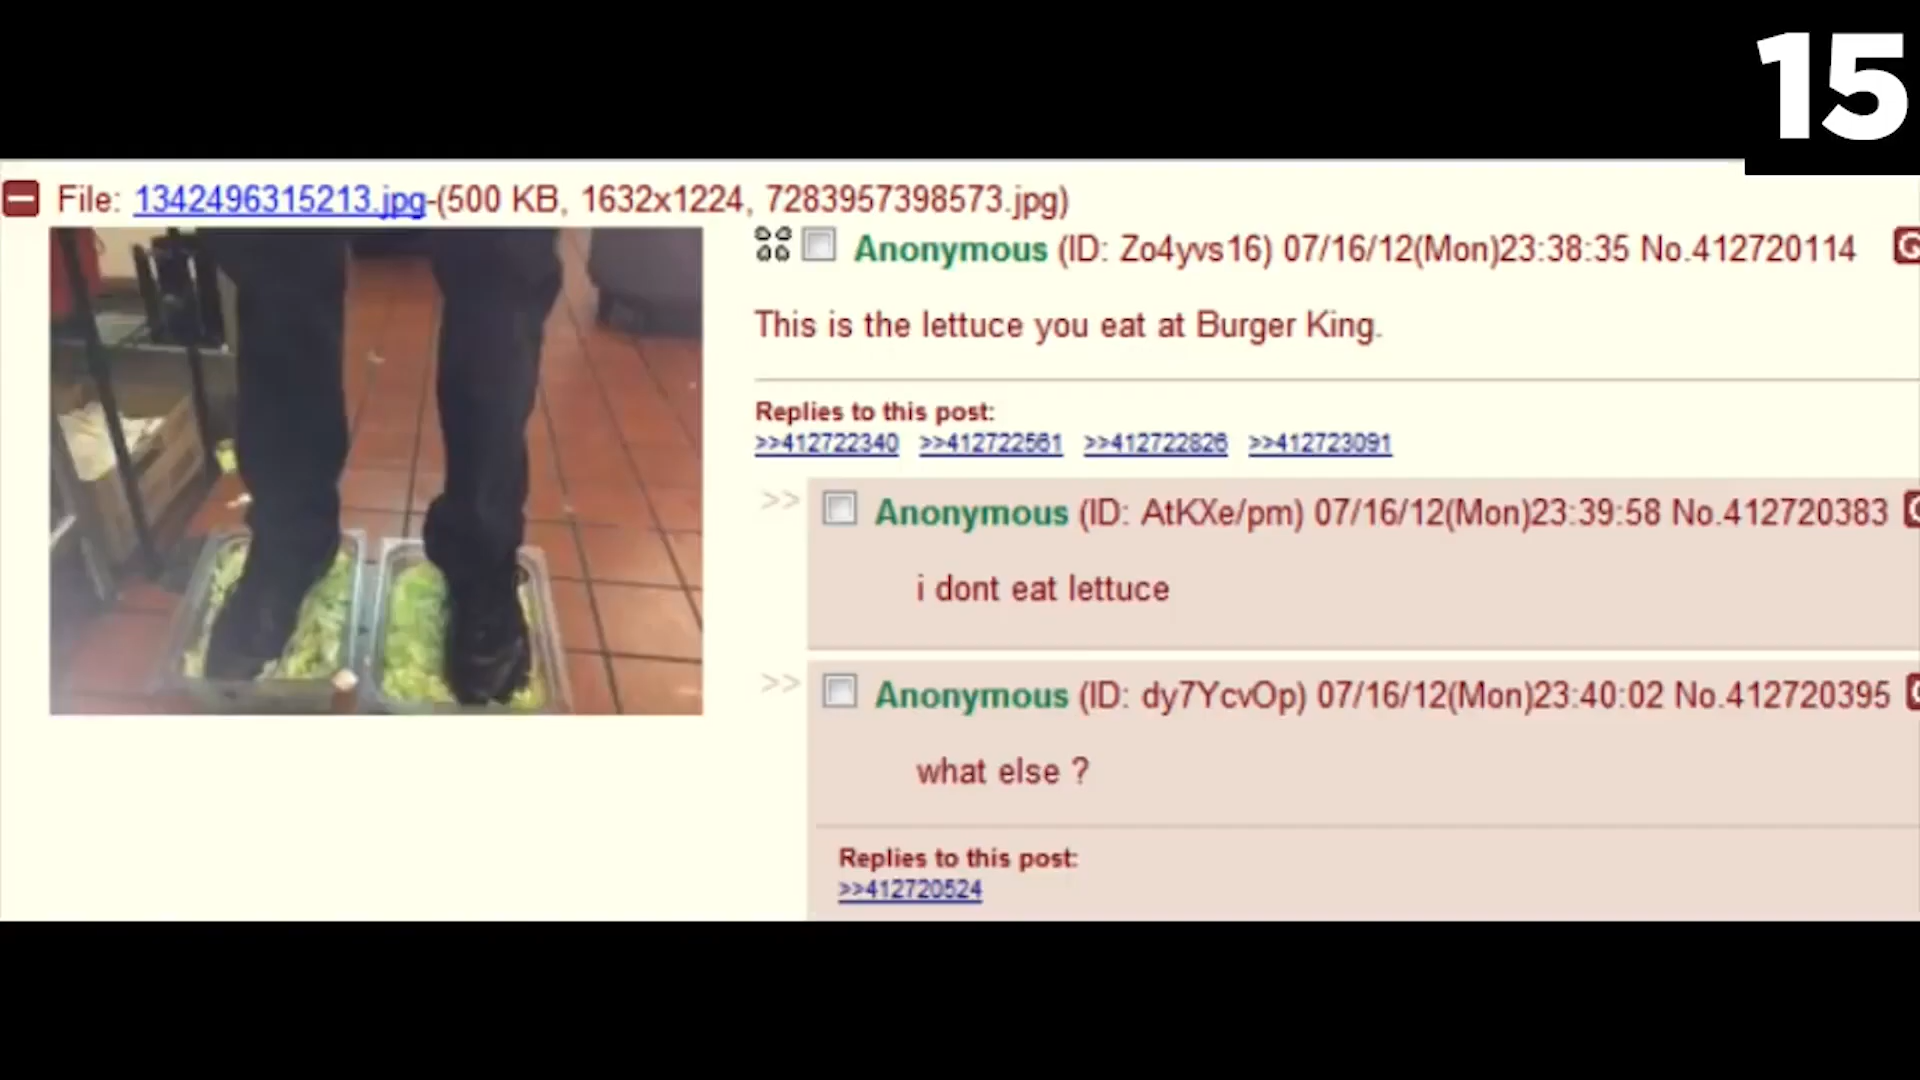 15
File: 1342496315213.jpg-(500 KB, 1632x1224, 7283957398573.jpg)
Anonymous (ID: Zo4yvs16) 07/16/12(Mon)23:38:35 No.412720114
This is the lettuce you eat at Burger King.
Replies to this post:
>>412722340 >>412722561 >>412722826 >>412723091
>> Anonymous (ID: AtKXe/pm) 07/16/12(Mon)23:39:58 No.412720383
i dont eat lettuce
>> Anonymous (ID: dy7YcvOp) 07/16/12(Mon)23:40:02 No.412720395
what else ?
Replies to this post:
>>412720524